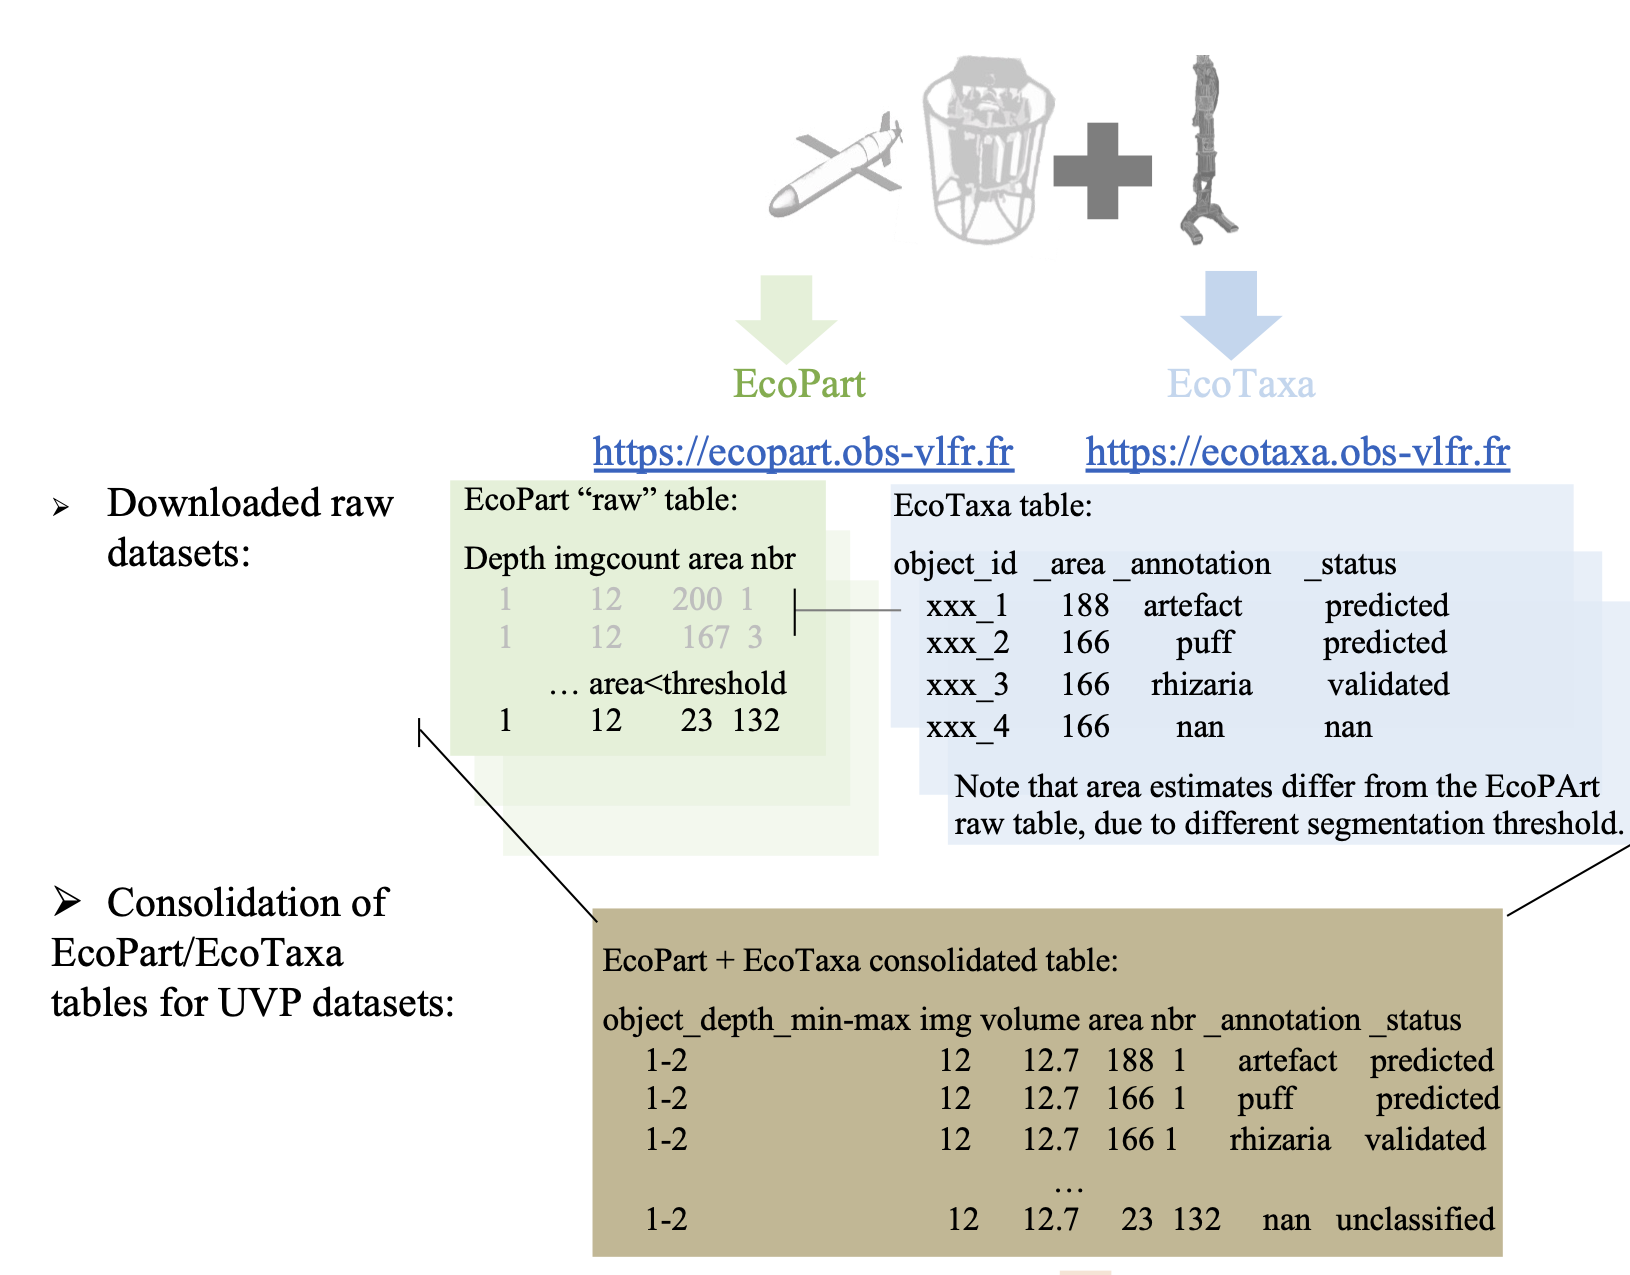 EcoPart
EcoTaxa
https://ecopart.obs-vlfr.fr
https://ecotaxa.obs-vlfr.fr
➢ Downloaded raw
datasets:
EcoPart “raw” table:
Depth imgcount area nbr
1 12 200 1
1 12 167 3
… area<threshold
1 12 23 132
EcoTaxa table:
object_id _area _annotation _status
xxx_1 188 artefact predicted
xxx_2 166 puff predicted
xxx_3 166 rhizaria validated
xxx_4 166 nan nan
Note that area estimates differ from the EcoPArt
raw table, due to different segmentation threshold.
➢ Consolidation of
EcoPart/EcoTaxa
tables for UVP datasets:
EcoPart + EcoTaxa consolidated table:
object_depth_min-max img volume area nbr _annotation _status
1-2 12 12.7 188 1 artefact predicted
1-2 12 12.7 166 1 puff predicted
1-2 12 12.7 166 1 rhizaria validated
…
1-2 12 12.7 23 132 nan unclassified